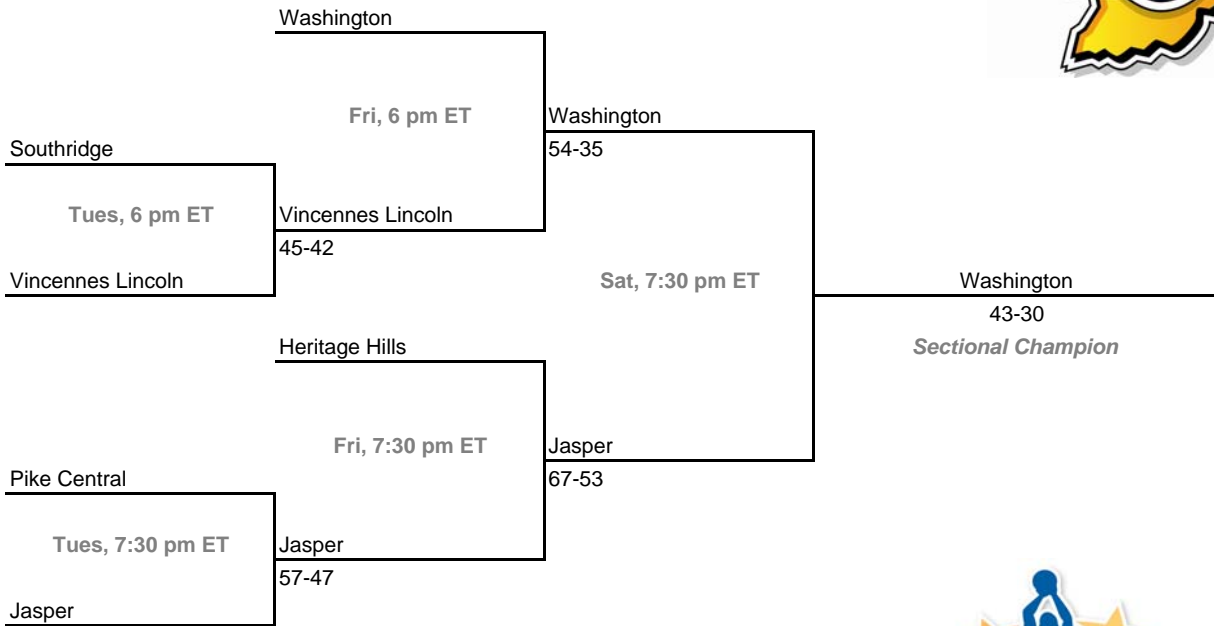 Washington
Fri, 6 pm ET
Washington
Southridge
54-35
Tues, 6 pm ET
Vincennes Lincoln
45-42
Vincennes Lincoln
Sat, 7:30 pm ET
Washington
43-30
Heritage Hills
Sectional Champion
Fri, 7:30 pm ET
Jasper
Pike Central
67-53
Tues, 7:30 pm ET
Jasper
57-47
Jasper